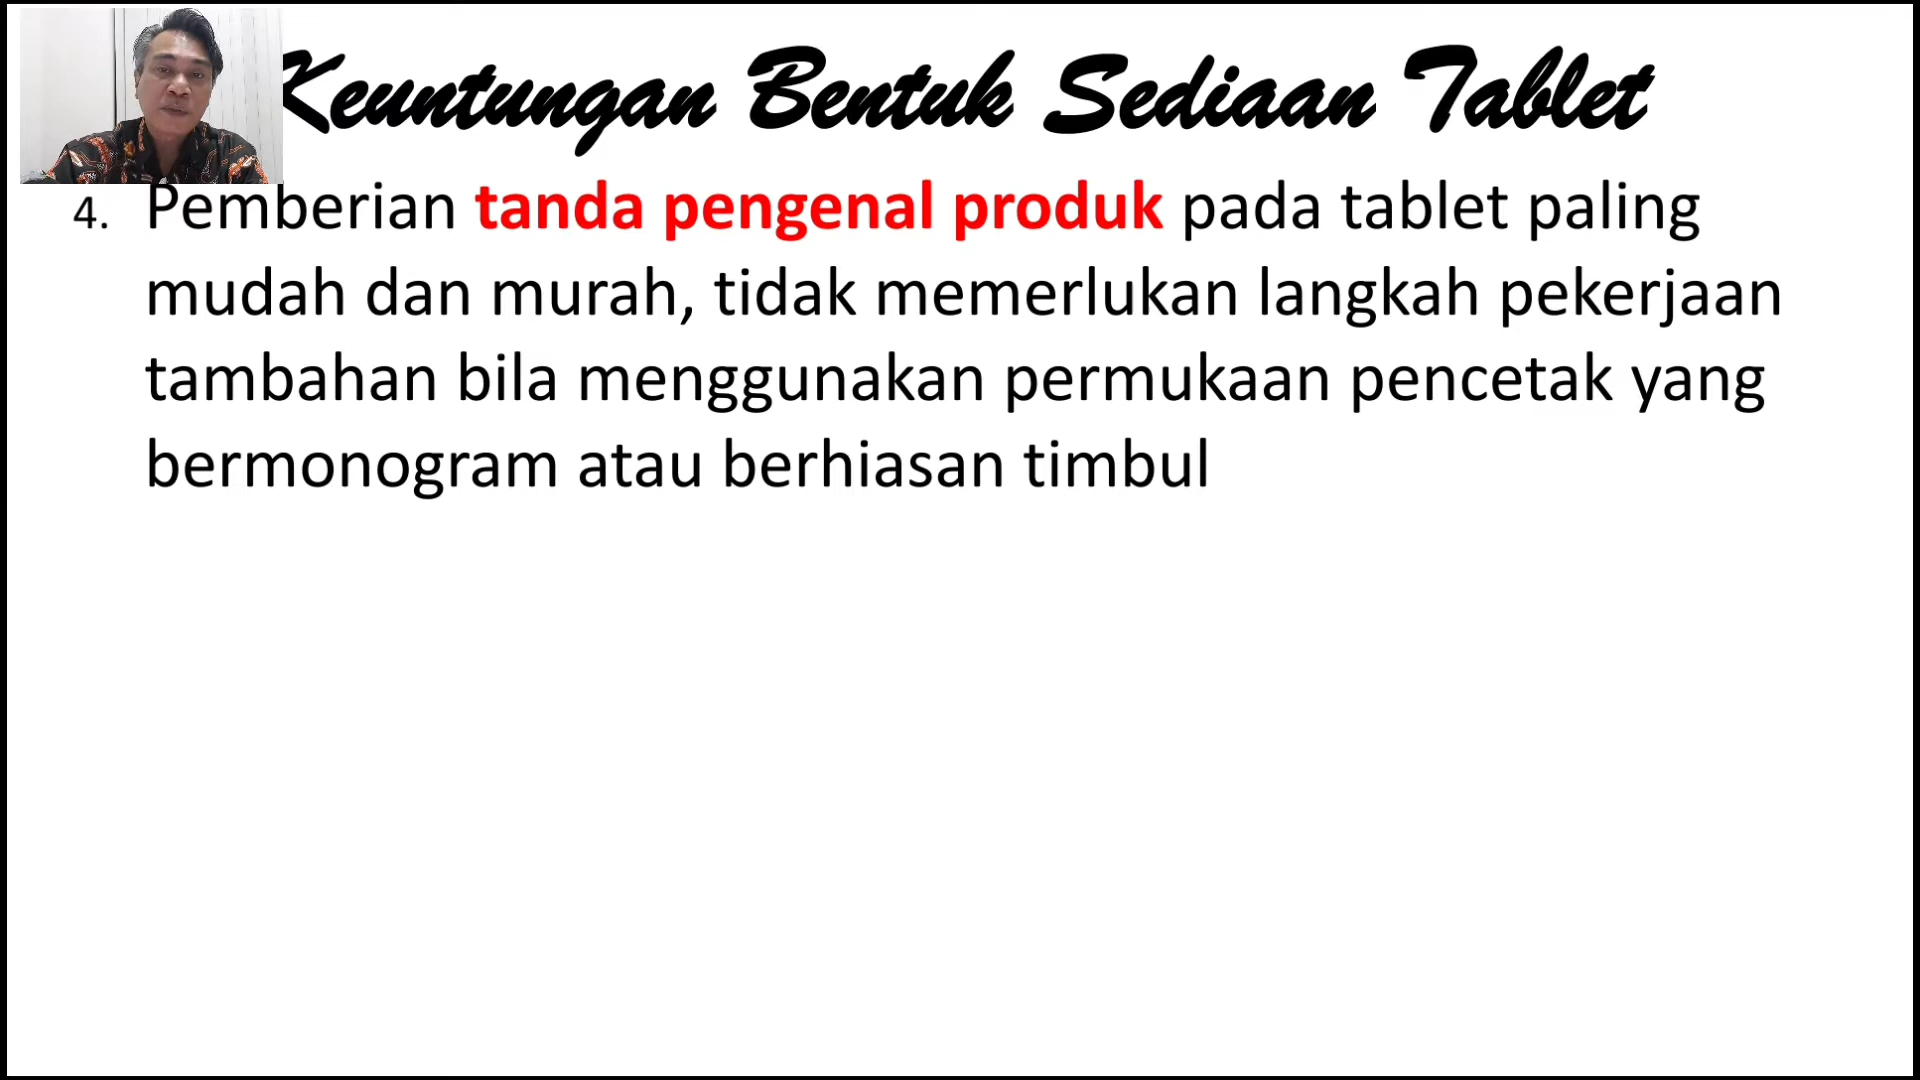 Keuntungan Bentuk Sediaan Tablet
4. Pemberian tanda pengenal produk pada tablet paling
mudah dan murah, tidak memerlukan langkah pekerjaan
tambahan bila menggunakan permukaan pencetak yang
bermonogram atau berhiasan timbul